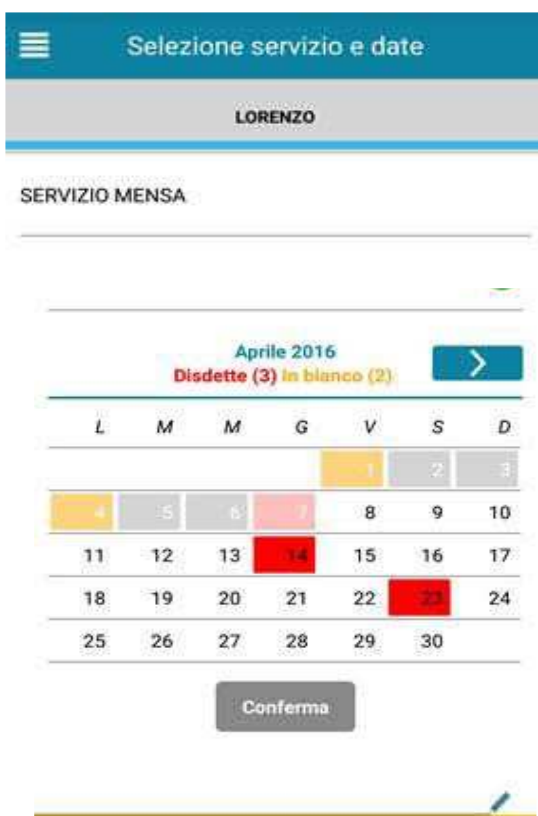 Selezione servizio e date
LORENZO
SERVIZIO MENSA
Aprile 2016
Disdette (3) In bianco (2)
L M M G V S D
1 2 3
4 5 6 7 8 9 10
11 12 13 14 15 16 17
18 19 20 21 22 23 24
25 26 27 28 29 30
Conferma